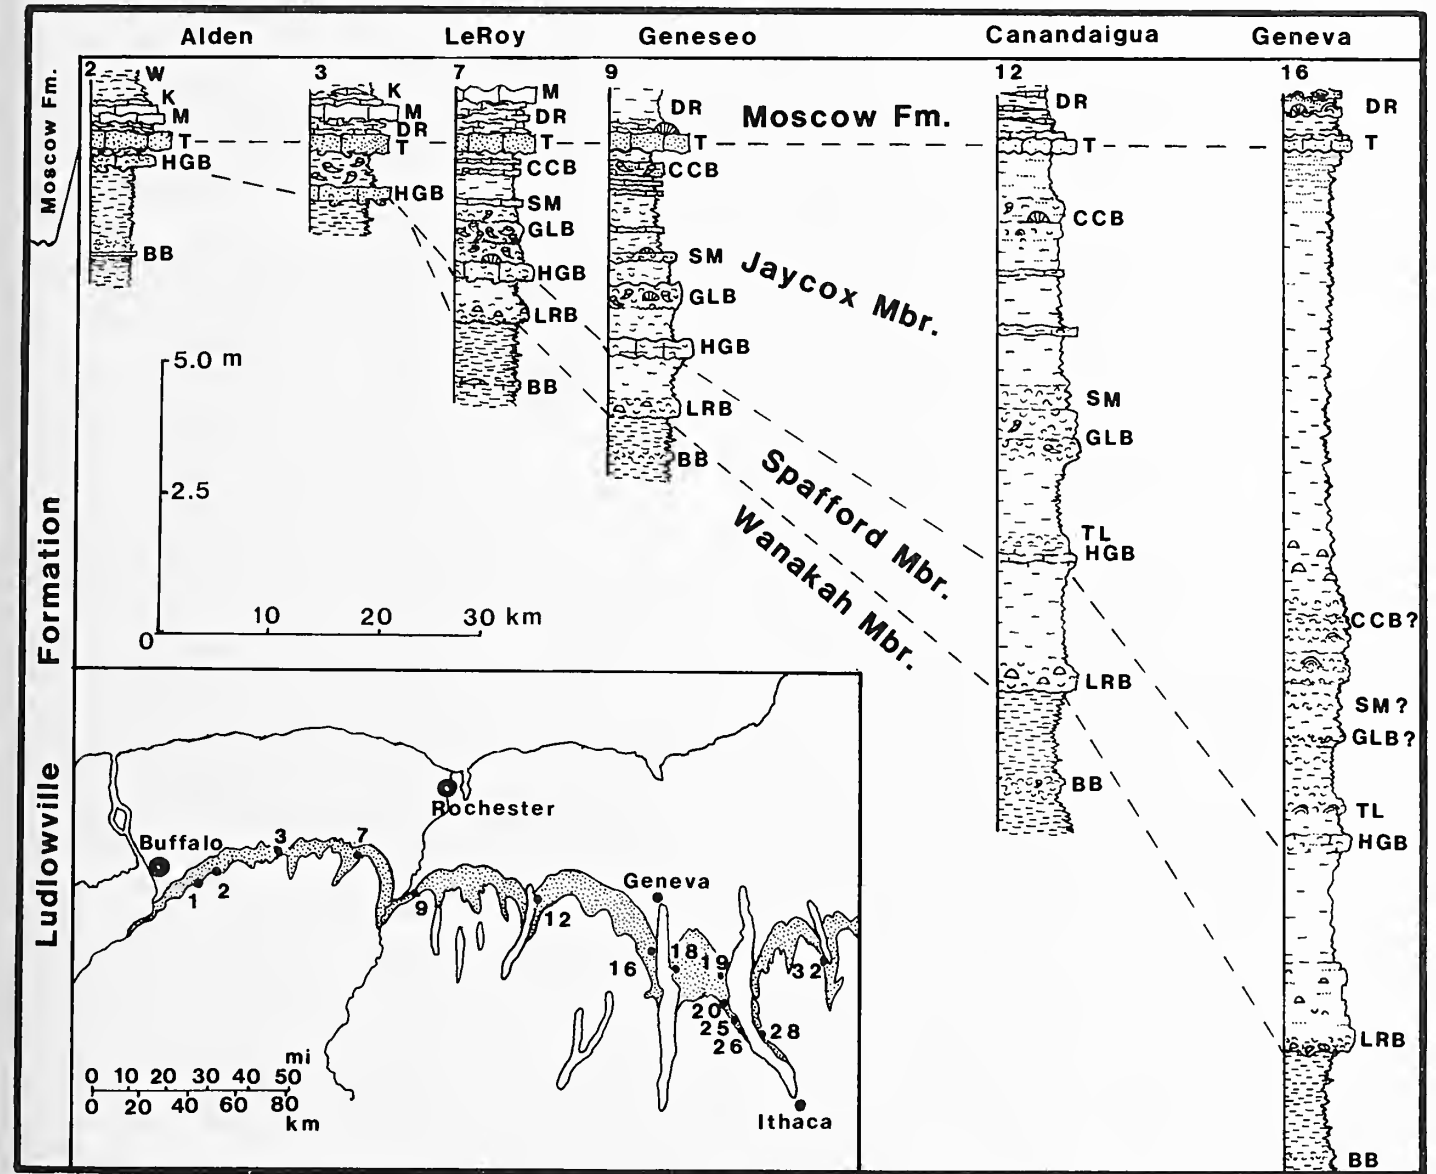 Alden LeRoy Geneseo Canandaigua Geneva
2 3 7 9 12 16
Moscow Fm.
Ludlowville Formation
W
K
M
T
HGB
BB
K
M
DR
T
HGB
M
DR
T
CCB
SM
GLB
HGB
LRB
BB
DR
T
CCB
SM
GLB
HGB
LRB
BB
DR
T
CCB
SM
GLB
TL
HGB
LRB
BB
DR
T
CCB?
SM?
GLB?
TL
HGB
LRB
BB
Moscow Fm.
Jaycox Mbr.
Spafford Mbr.
Wanakah Mbr.
5.0 m
2.5
0
10 20 30 km
Rochester
Buffalo
Geneva
Ithaca
1
2
3
7
9
12
16
18
19
20
25
26
28
32
mi
0 10 20 30 40 50
0 20 40 60 80
km